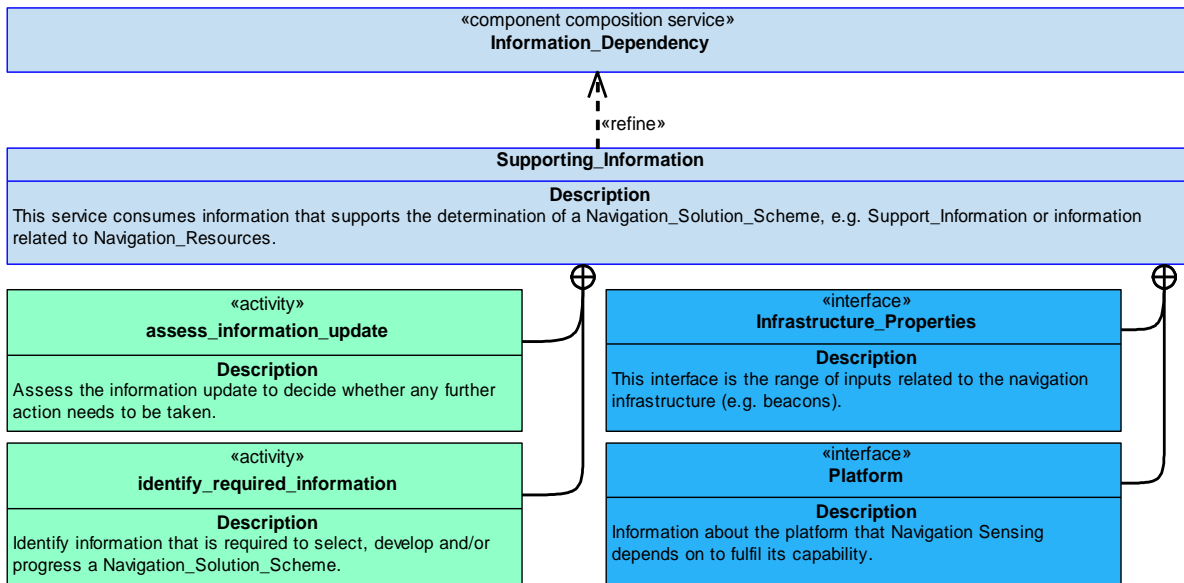 «component composition service»
Information_Dependency
«refine»
Supporting_Information
Description
This service consumes information that supports the determination of a Navigation_Solution_Scheme, e.g. Support_Information or information
related to Navigation_Resources.
«activity»
assess_information_update
Description
Assess the information update to decide whether any further
action needs to be taken.
«interface»
Infrastructure_Properties
Description
This interface is the range of inputs related to the navigation
infrastructure (e.g. beacons).
«activity»
identify_required_information
Description
Identify information that is required to select, develop and/or
progress a Navigation_Solution_Scheme.
«interface»
Platform
Description
Information about the platform that Navigation Sensing
depends on to fulfil its capability.